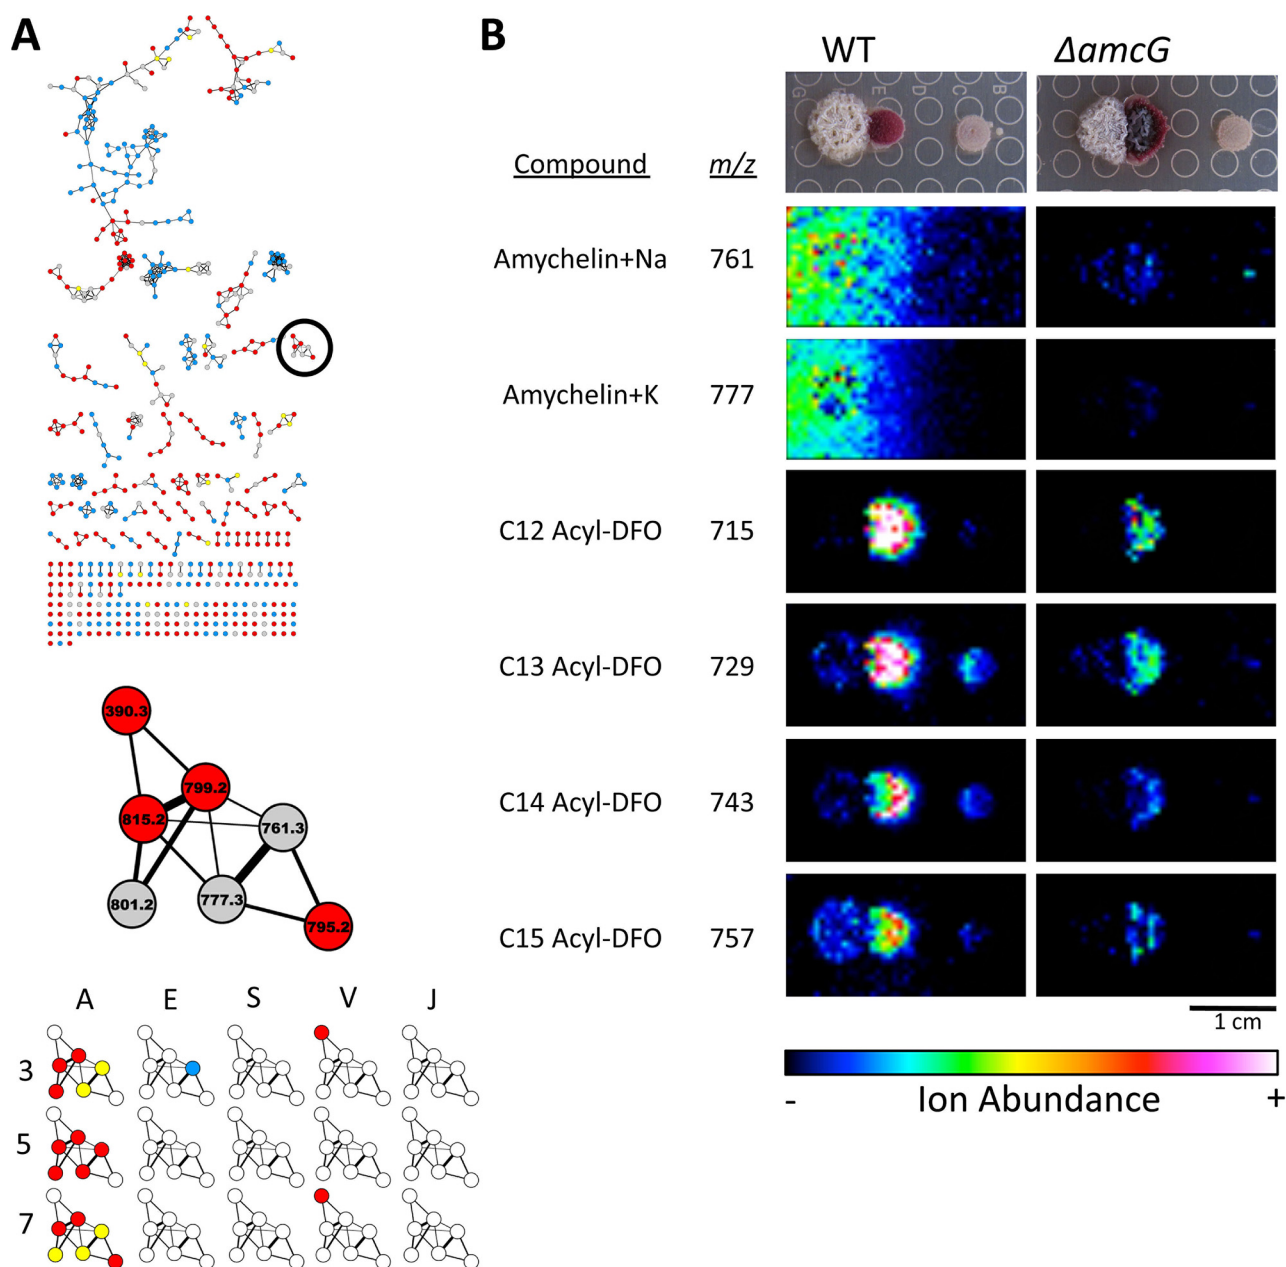 A
B
WT ΔamcG
G E D C B
Compound m/z
Amychelin+Na 761
Amychelin+K 777
C12 Acyl-DFO 715
C13 Acyl-DFO 729
C14 Acyl-DFO 743
C15 Acyl-DFO 757
1 cm
- Ion Abundance +
390.3
799.2
815.2
761.3
777.3
801.2
795.2
A E S V J
3
5
7